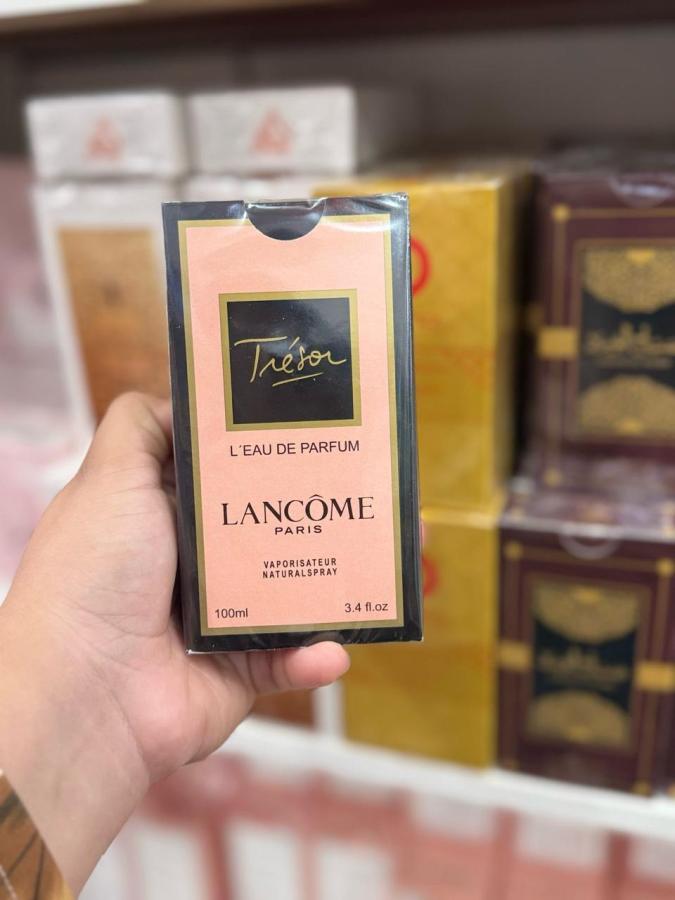 Trésor
L´EAU DE PARFUM
LANCÔME
PARIS
VAPORISATEUR
NATURALSPRAY
100ml
3.4 fl.oz